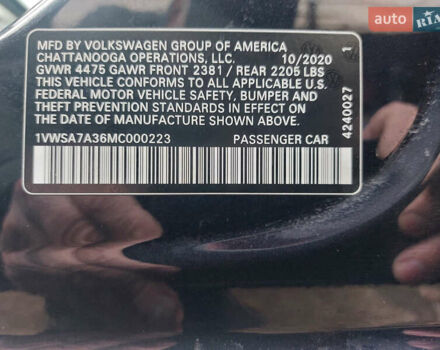 auto RIA
MFD BY VOLKSWAGEN GROUP OF AMERICA
CHATTANOOGA OPERATIONS, LLC. 10/2020
GVWR 4475 GAWR FRONT 2381 / REAR 2205 LBS
THIS VEHICLE CONFORMS TO ALL APPLICABLE U.S.
FEDERAL MOTOR VEHICLE SAFETY, BUMPER AND
THEFT PREVENTION STANDARDS IN EFFECT ON
THE DATE OF MANUFACTURE SHOWN ABOVE.
1VWSA7A36MC000223 PASSENGER CAR
4240027 1